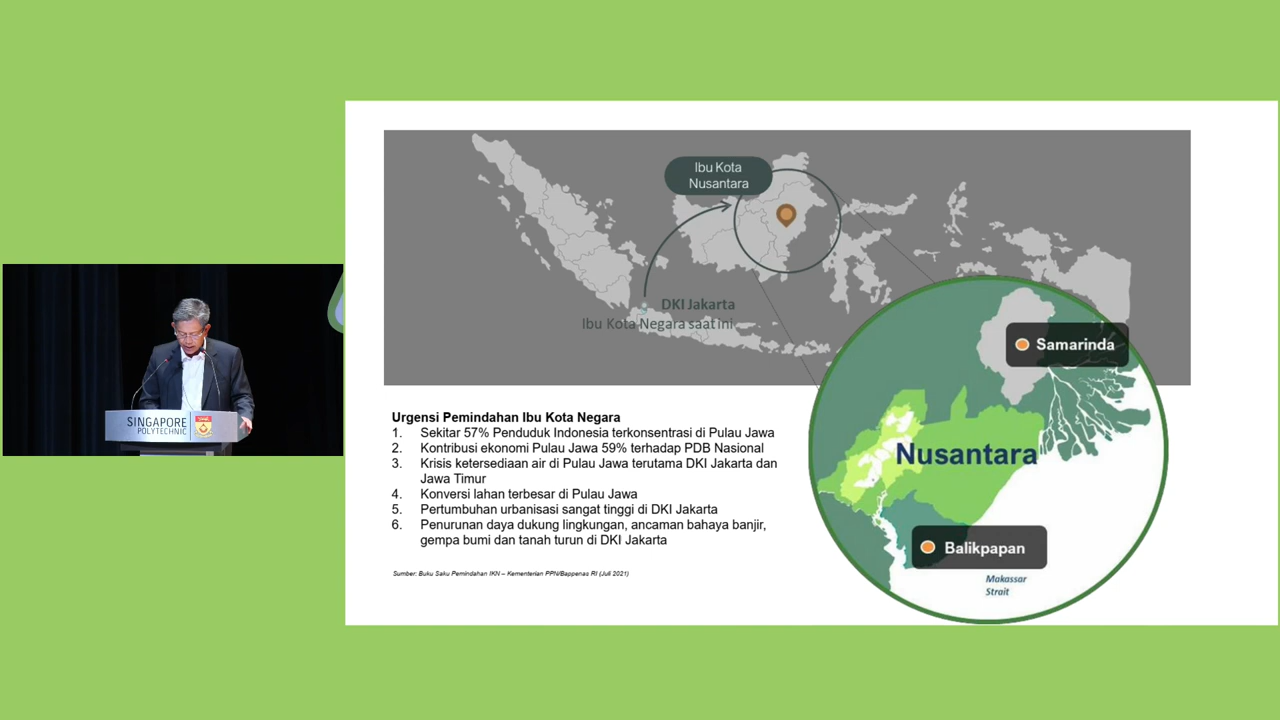 Ibu Kota
Nusantara
DKI Jakarta
Ibu Kota Negara saat ini
Samarinda
Nusantara
Balikpapan
Makassar
Strait
SINGAPORE
POLYTECHNIC
Urgensi Pemindahan Ibu Kota Negara
1. Sekitar 57% Penduduk Indonesia terkonsentrasi di Pulau Jawa
2. Kontribusi ekonomi Pulau Jawa 59% terhadap PDB Nasional
3. Krisis ketersediaan air di Pulau Jawa terutama DKI Jakarta dan
Jawa Timur
4. Konversi lahan terbesar di Pulau Jawa
5. Pertumbuhan urbanisasi sangat tinggi di DKI Jakarta
6. Penurunan daya dukung lingkungan, ancaman bahaya banjir,
gempa bumi dan tanah turun di DKI Jakarta
Sumber: Buku Saku Pemindahan IKN – Kementerian PPN/Bappenas RI (Juli 2021)